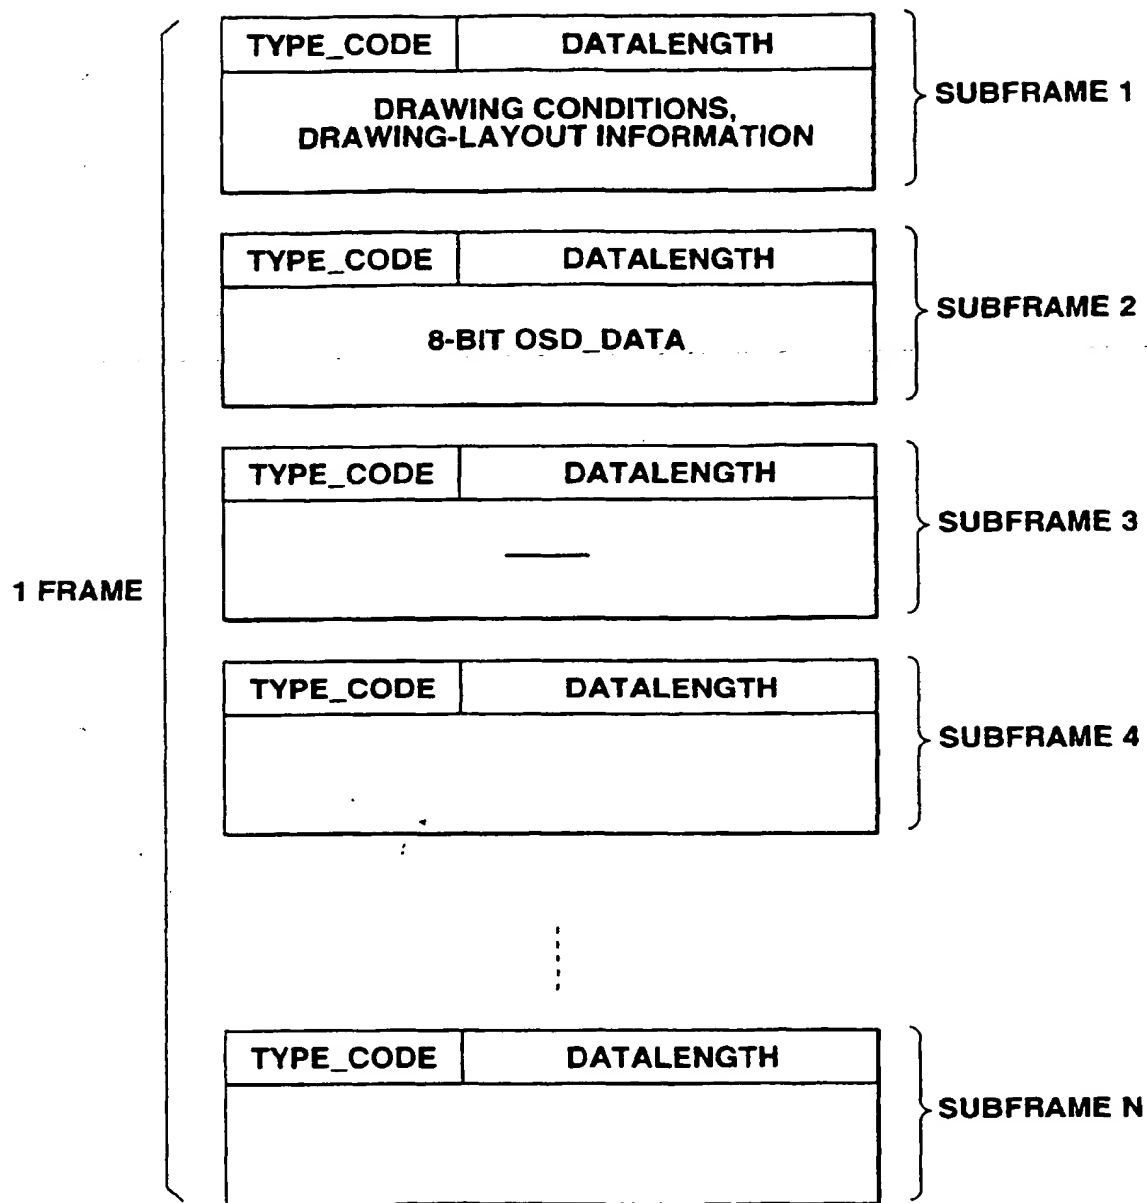 TYPE_CODE DATALENGTH
DRAWING CONDITIONS,
DRAWING-LAYOUT INFORMATION
SUBFRAME 1
TYPE_CODE DATALENGTH
8-BIT OSD_DATA
SUBFRAME 2
TYPE_CODE DATALENGTH
SUBFRAME 3
1 FRAME
TYPE_CODE DATALENGTH
SUBFRAME 4
TYPE_CODE DATALENGTH
SUBFRAME N